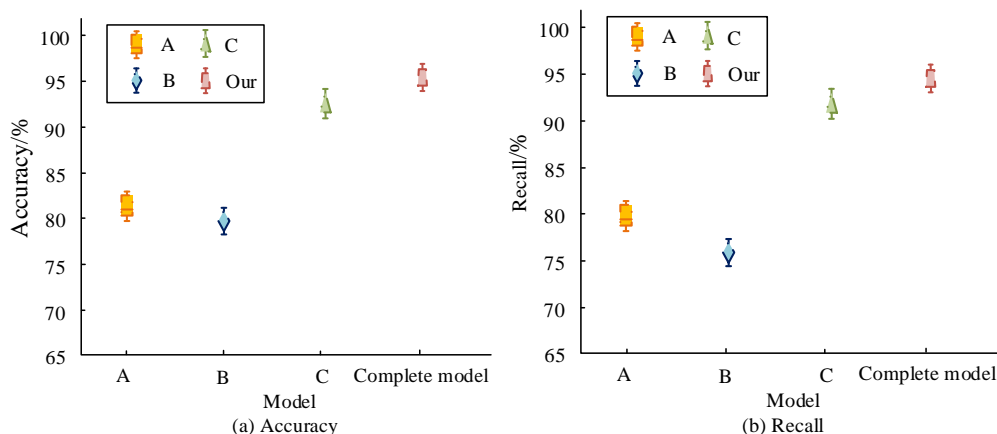 100
95
90
85
80
75
70
65
Accuracy/%
A
C
B
Our
A
B
C
Complete model
Model
(a) Accuracy
100
95
90
85
80
75
70
65
Recall/%
A
C
B
Our
A
B
C
Complete model
Model
(b) Recall